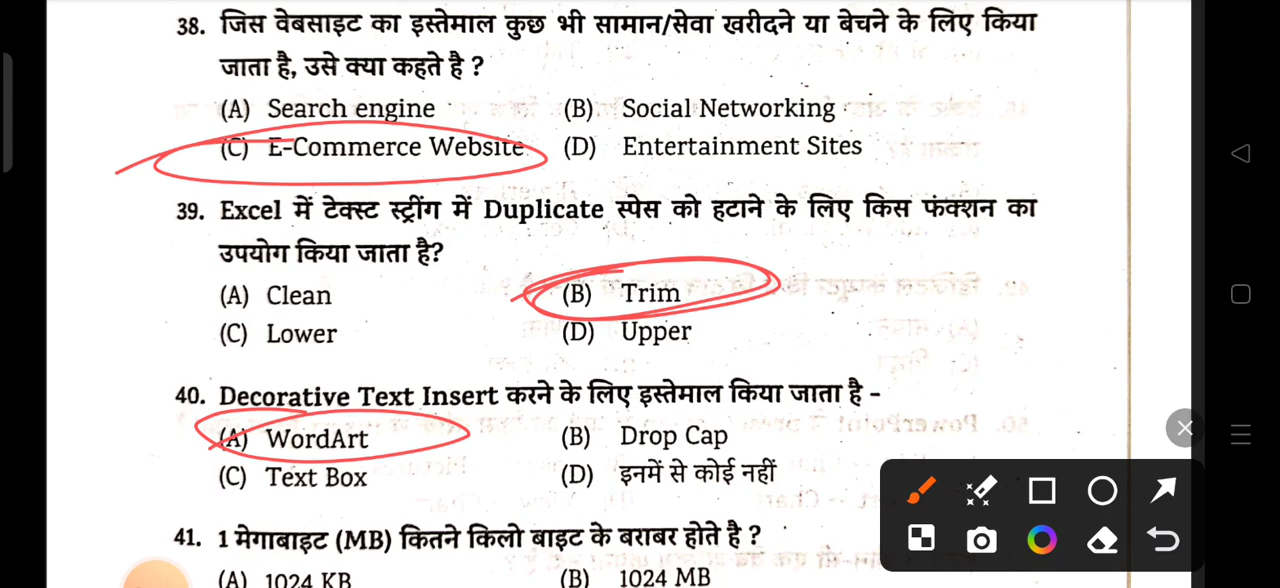 38. जिस वेबसाइट का इस्तेमाल कुछ भी सामान/सेवा खरीदने या बेचने के लिए किया
जाता है, उसे क्या कहते है ?
(A) Search engine (B) Social Networking
(C) E-Commerce Website (D) Entertainment Sites
39. Excel में टेक्स्ट स्ट्रींग में Duplicate स्पेस को हटाने के लिए किस फंक्शन का
उपयोग किया जाता है?
(A) Clean (B) Trim
(C) Lower (D) Upper
40. Decorative Text Insert करने के लिए इस्तेमाल किया जाता है -
(A) WordArt (B) Drop Cap
(C) Text Box (D) इनमें से कोई नहीं
41. 1 मेगाबाइट (MB) कितने किलो बाइट के बराबर होते है ?
(A) 1024 KB (B) 1024 MB